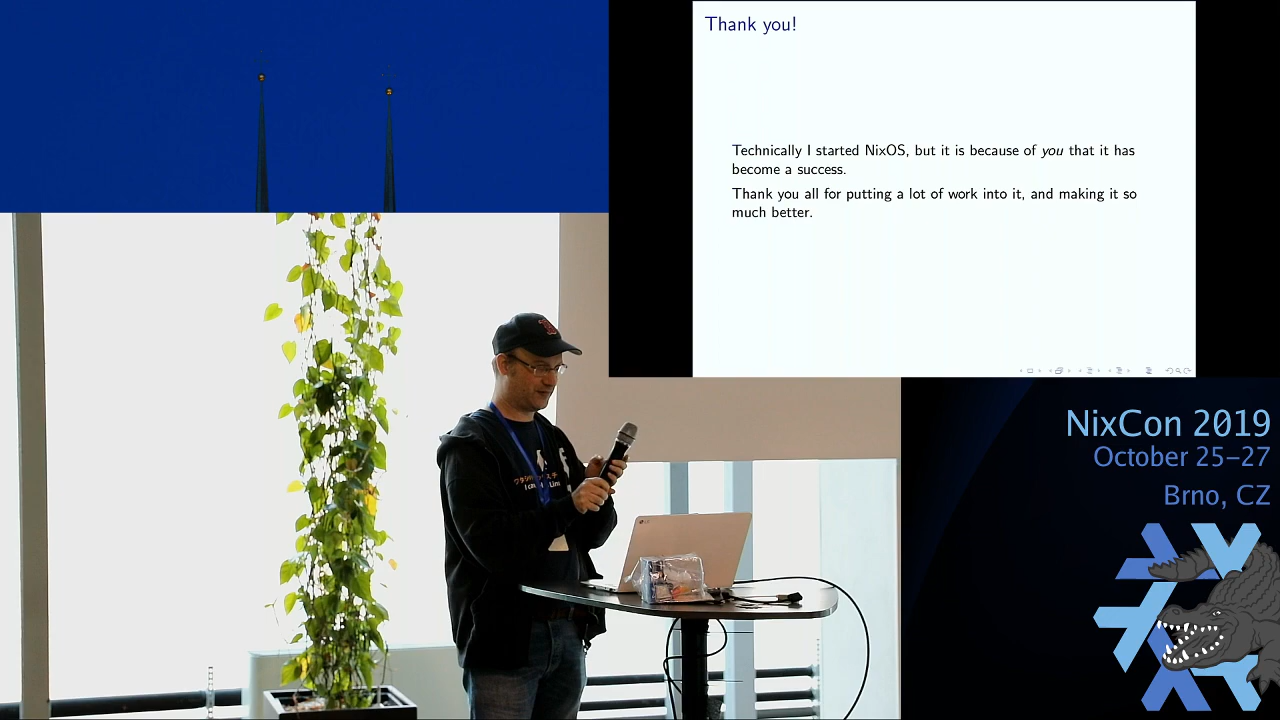 Thank you!
Technically I started NixOS, but it is because of you that it has
become a success.
Thank you all for putting a lot of work into it, and making it so
much better.
NixCon 2019
October 25–27
Brno, CZ
LG